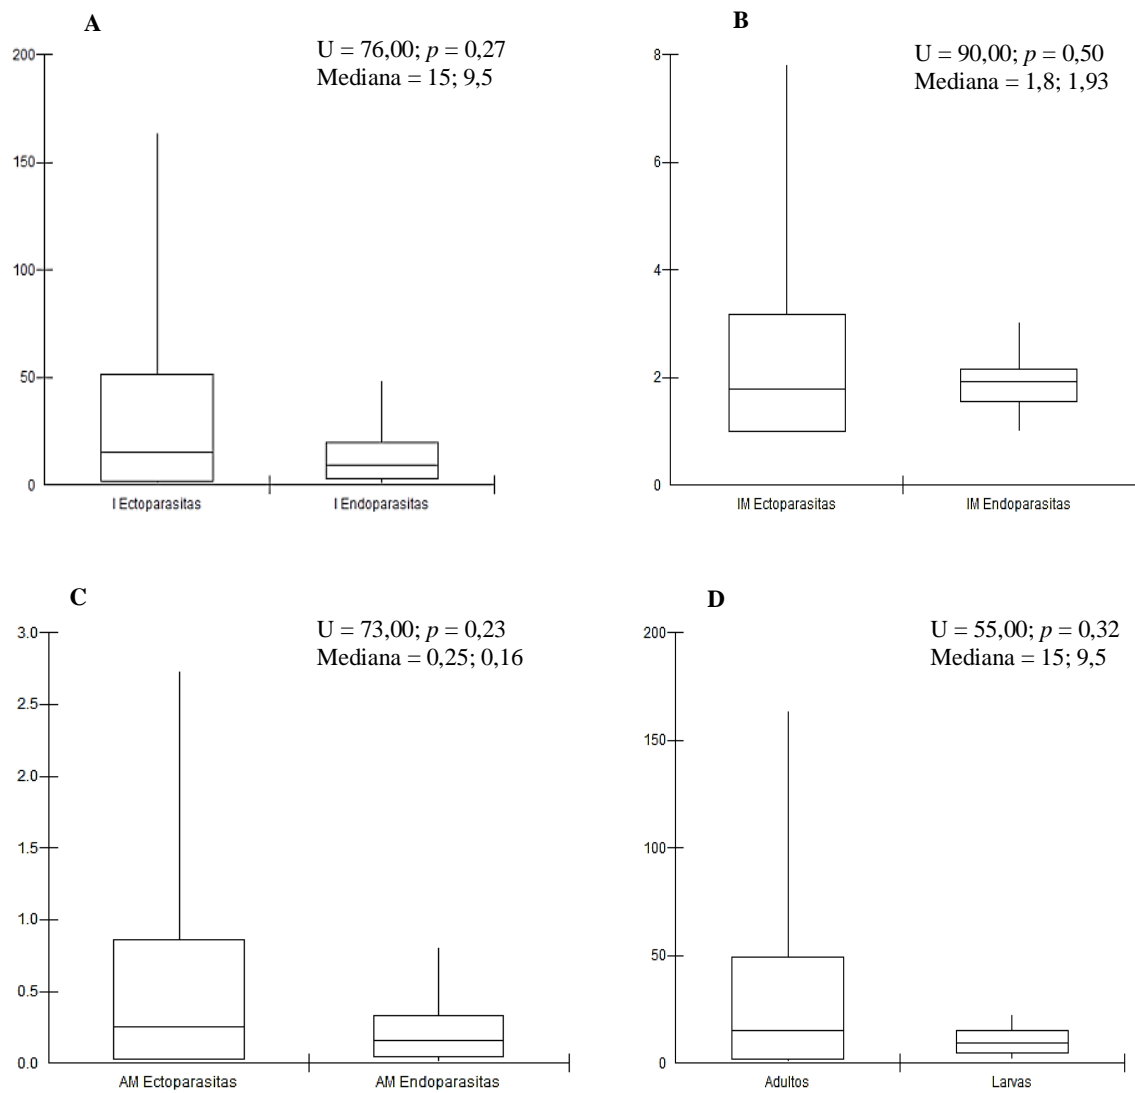 A
U = 76,00; p = 0,27
Mediana = 15; 9,5
200
150
100
50
0
I Ectoparasitas
I Endoparasitas
B
U = 90,00; p = 0,50
Mediana = 1,8; 1,93
8
6
4
2
0
IM Ectoparasitas
IM Endoparasitas
C
U = 73,00; p = 0,23
Mediana = 0,25; 0,16
3.0
2.5
2.0
1.5
1.0
0.5
0.0
AM Ectoparasitas
AM Endoparasitas
D
U = 55,00; p = 0,32
Mediana = 15; 9,5
200
150
100
50
0
Adultos
Larvas